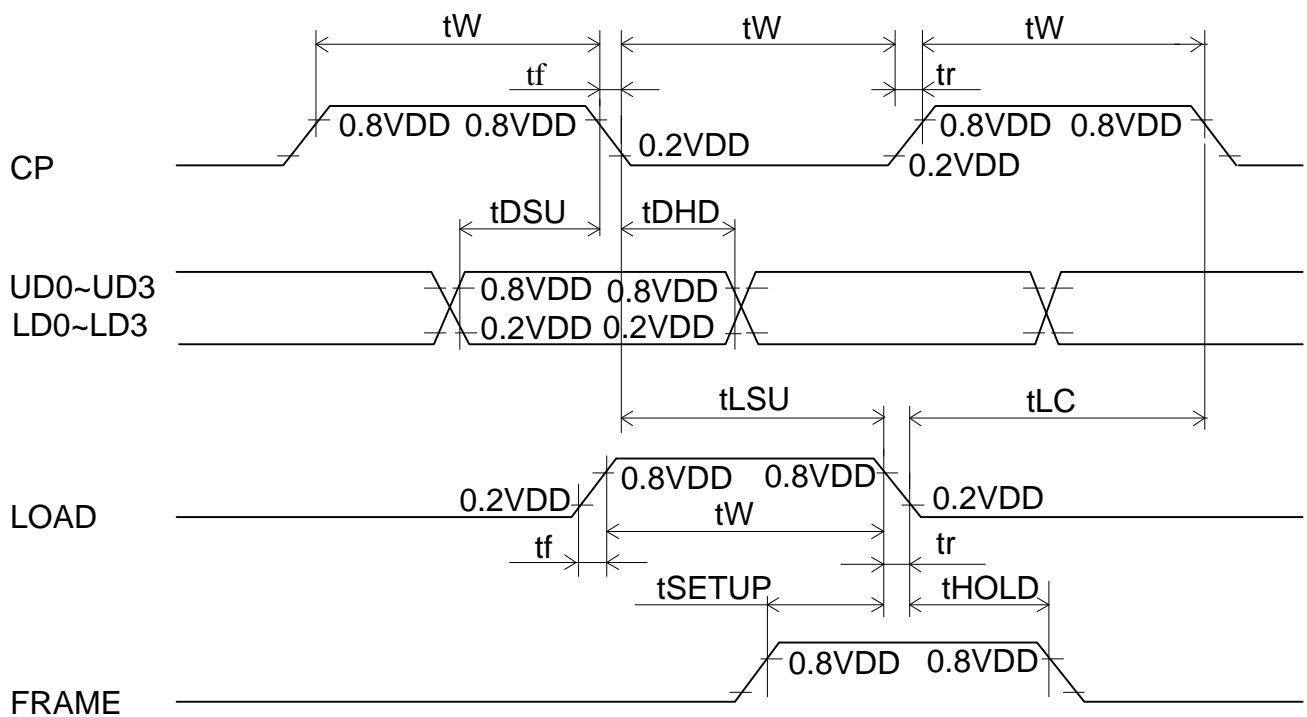 tW tW tW
tf tr
0.8VDD 0.8VDD 0.8VDD 0.8VDD
0.2VDD
CP 0.2VDD
tDSU tDHD
UD0~UD3 0.8VDD 0.8VDD
LD0~LD3 0.2VDD 0.2VDD
tLSU tLC
0.8VDD 0.8VDD
0.2VDD 0.2VDD
LOAD tW
tf tr
tSETUP tHOLD
0.8VDD 0.8VDD
FRAME